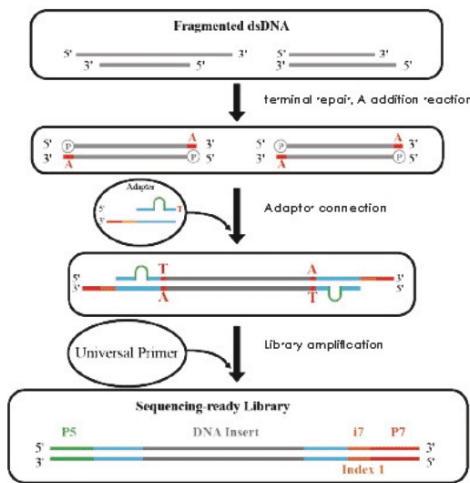 Fragmented dsDNA
5' 3' 5' 3'
3' 5' 3' 5'
terminal repair, A addition reaction
5' P A 3' 5' P A 3'
3' A P 5' 3' A P 5'
Adapter
5' T
3'
Adaptor connection
T A
5' 3'
3' 5'
A T
Universal Primer
Library amplification
Sequencing-ready Library
P5 DNA Insert i7 P7
5' 3'
3' 5'
Index 1